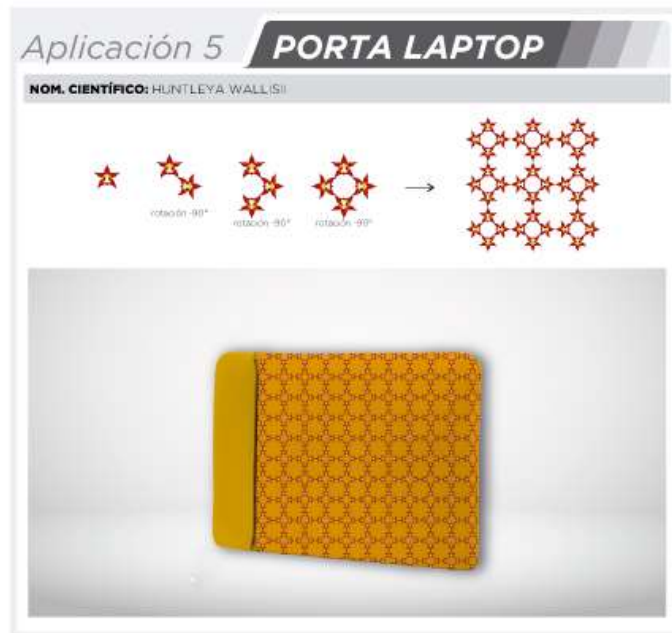 Aplicación 5 PORTA LAPTOP
NOM. CIENTÍFICO: HUNTLEYA WALLISII
rotación -90°
rotación -90°
rotación -90°